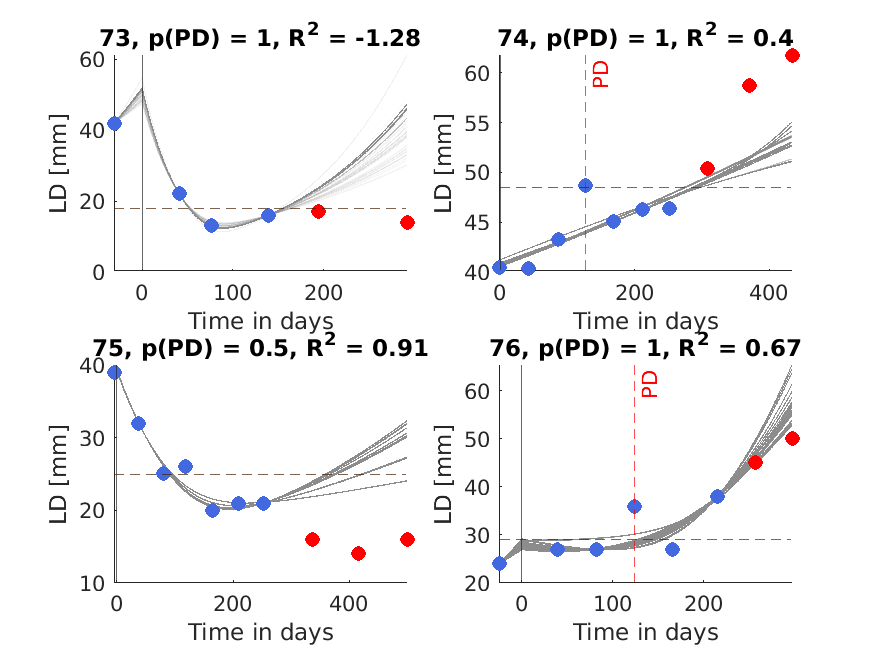 73, p(PD) = 1, R² = -1.28
60
40
20
0
LD [mm]
0 100 200
Time in days
74, p(PD) = 1, R² = 0.4
PD
60
55
50
45
40
LD [mm]
0 200 400
Time in days
75, p(PD) = 0.5, R² = 0.91
40
30
20
10
LD [mm]
0 200 400
Time in days
76, p(PD) = 1, R² = 0.67
PD
60
50
40
30
20
LD [mm]
0 100 200
Time in days